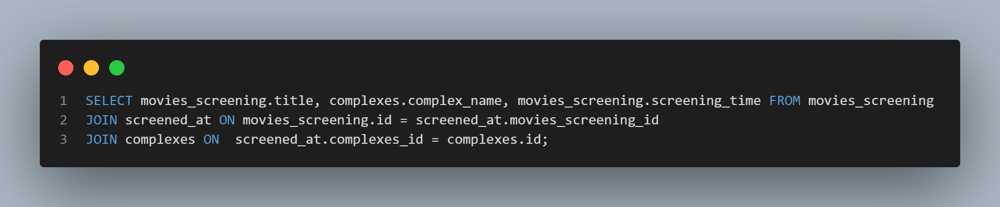 1 SELECT movies_screening.title, complexes.complex_name, movies_screening.screening_time FROM movies_screening
2 JOIN screened_at ON movies_screening.id = screened_at.movies_screening_id
3 JOIN complexes ON  screened_at.complexes_id = complexes.id;